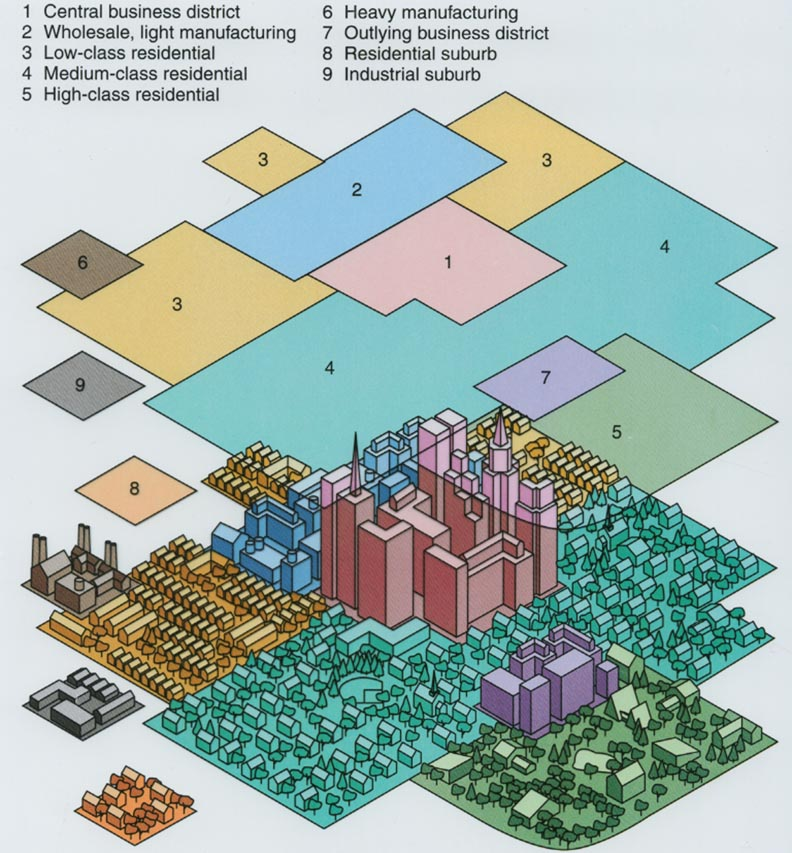 1 Central business district
2 Wholesale, light manufacturing
3 Low-class residential
4 Medium-class residential
5 High-class residential
6 Heavy manufacturing
7 Outlying business district
8 Residential suburb
9 Industrial suburb
3
3
2
4
6
1
3
4
7
9
5
8